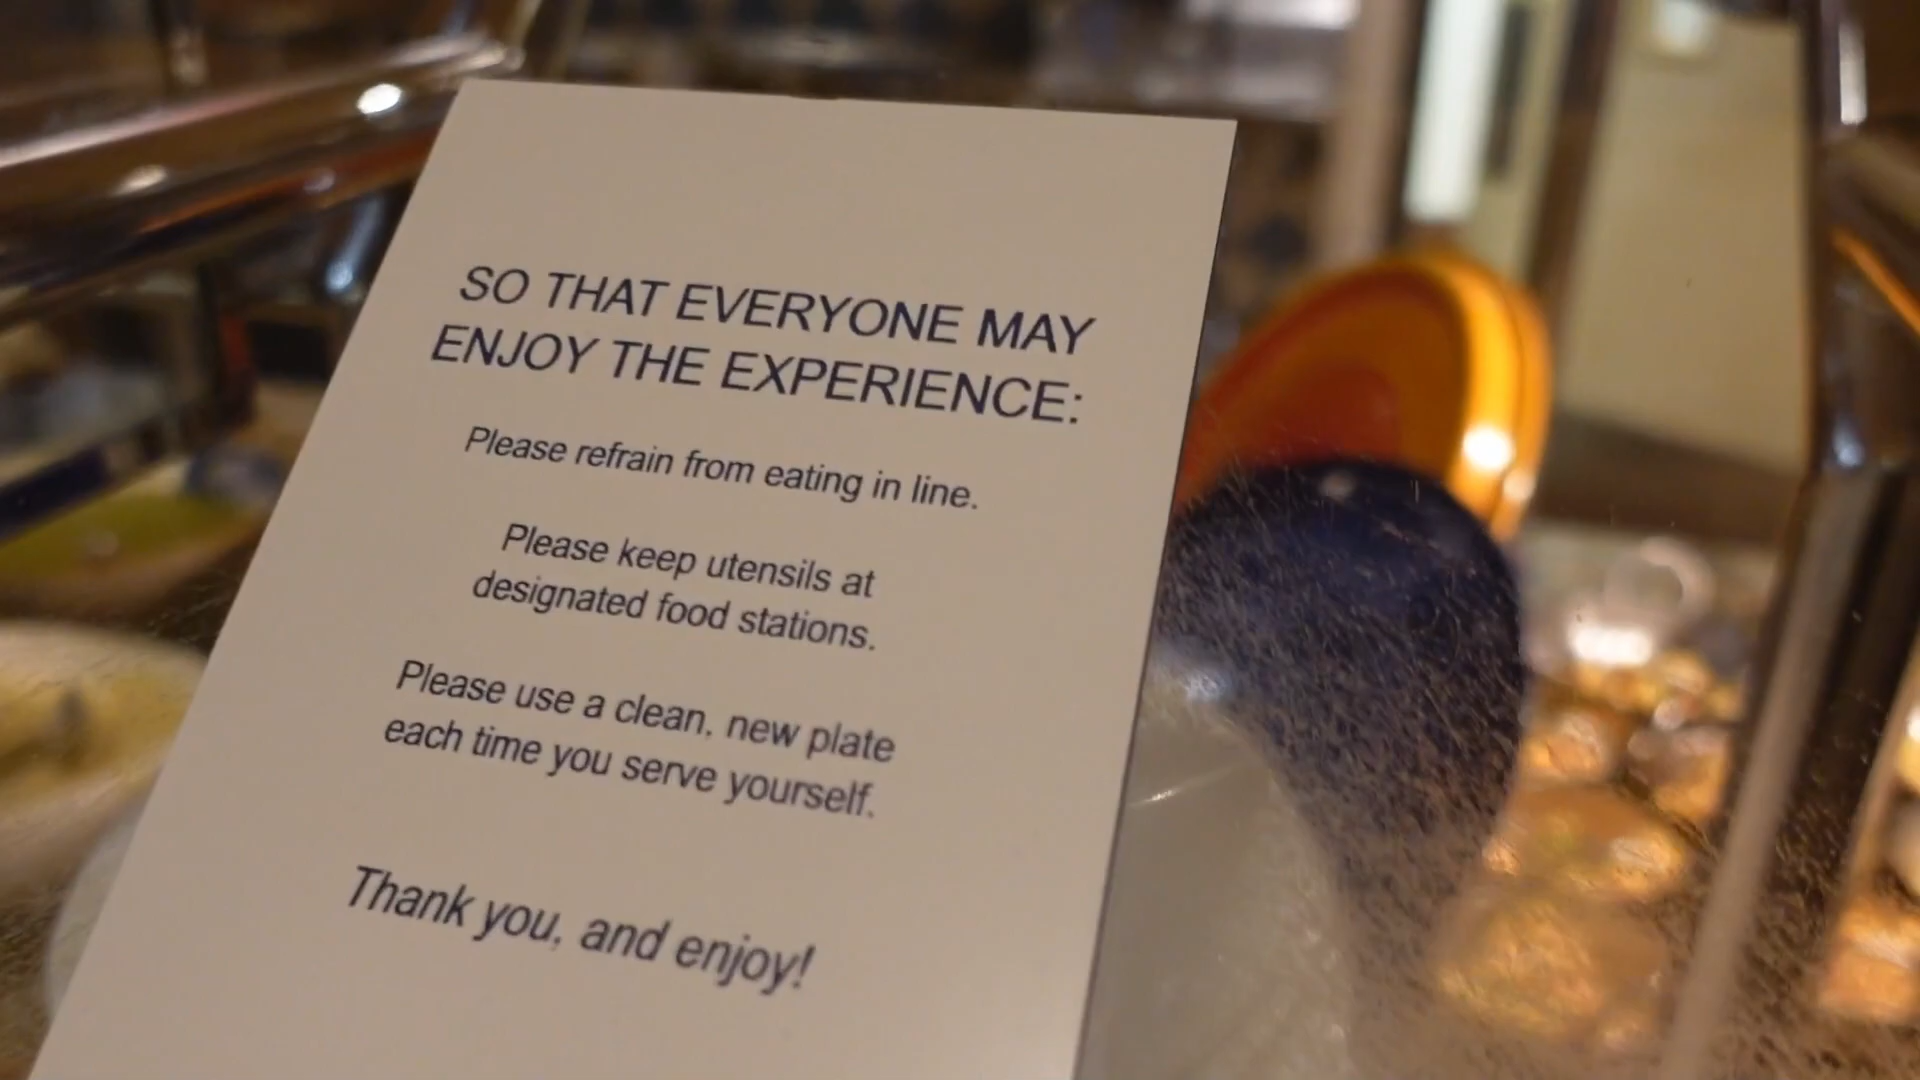 SO THAT EVERYONE MAY
ENJOY THE EXPERIENCE:
Please refrain from eating in line.
Please keep utensils at
designated food stations.
Please use a clean, new plate
each time you serve yourself.
Thank you, and enjoy!